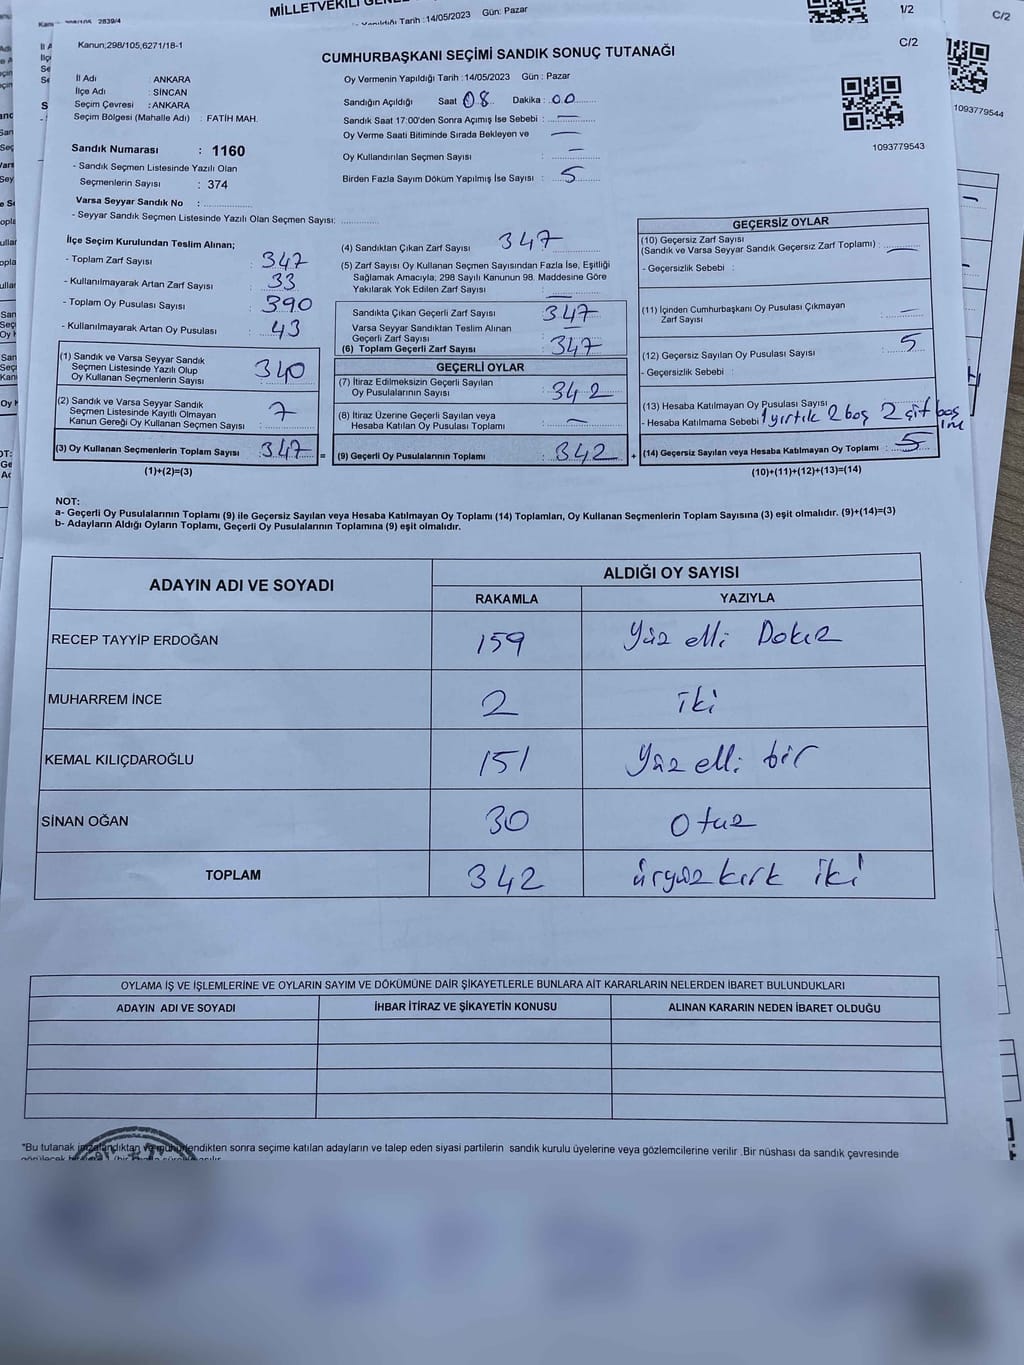 MİLLETVEKİLİ GENE
Tarih :14/05/2023 Gün: Pazar
2839/4
1/2
C/2
Kanun;298/105,6271/18-1
C/2
CUMHURBAŞKANI SEÇİMİ SANDIK SONUÇ TUTANAĞI
İl Adı : ANKARA
İlçe Adı : SİNCAN
Seçim Çevresi : ANKARA
Seçim Bölgesi (Mahalle Adı) : FATİH MAH.
Oy Vermenin Yapıldığı Tarih :14/05/2023 Gün : Pazar
Sandığın Açıldığı Saat 08 Dakika : 00
Sandık Saat 17:00'den Sonra Açımış İse Sebebi : —
Oy Verme Saati Bitiminde Sırada Bekleyen ve —
Oy Kullandırılan Seçmen Sayısı : —
Birden Fazla Sayım Döküm Yapılmış İse Sayısı : 5
1093779543
1093779544
Sandık Numarası : 1160
- Sandık Seçmen Listesinde Yazılı Olan
Seçmenlerin Sayısı : 374
Varsa Seyyar Sandık No :
- Seyyar Sandık Seçmen Listesinde Yazılı Olan Seçmen Sayısı:
İlçe Seçim Kurulundan Teslim Alınan;
- Toplam Zarf Sayısı : 347
- Kullanılmayarak Artan Zarf Sayısı : 33
- Toplam Oy Pusulası Sayısı : 390
- Kullanılmayarak Artan Oy Pusulası : 43
(1) Sandık ve Varsa Seyyar Sandık
Seçmen Listesinde Yazılı Olup
Oy Kullanan Seçmenlerin Sayısı : 340
(2) Sandık ve Varsa Seyyar Sandık
Seçmen Listesinde Kayıtlı Olmayan
Kanun Gereği Oy Kullanan Seçmen Sayısı : 7
(3) Oy Kullanan Seçmenlerin Toplam Sayısı : 347 =
(1)+(2)=(3)
(4) Sandıktan Çıkan Zarf Sayısı : 347
(5) Zarf Sayısı Oy Kullanan Seçmen Sayısından Fazla İse, Eşitliği
Sağlamak Amacıyla; 298 Sayılı Kanunun 98. Maddesine Göre
Yakılarak Yok Edilen Zarf Sayısı : —
Sandıkta Çıkan Geçerli Zarf Sayısı : 347
Varsa Seyyar Sandıktan Teslim Alınan
Geçerli Zarf Sayısı : —
(6) Toplam Geçerli Zarf Sayısı : 347
GEÇERLİ OYLAR
(7) İtiraz Edilmeksizin Geçerli Sayılan
Oy Pusulalarının Sayısı : 342
(8) İtiraz Üzerine Geçerli Sayılan veya
Hesaba Katılan Oy Pusulası Toplamı : —
(9) Geçerli Oy Pusulalarının Toplamı : 342 +
GEÇERSİZ OYLAR
(10) Geçersiz Zarf Sayısı
(Sandık ve Varsa Seyyar Sandık Geçersiz Zarf Toplamı) : —
- Geçersizlik Sebebi :
(11) İçinden Cumhurbaşkanı Oy Pusulası Çıkmayan
Zarf Sayısı : —
(12) Geçersiz Sayılan Oy Pusulası Sayısı : 5
- Geçersizlik Sebebi :
(13) Hesaba Katılmayan Oy Pusulası Sayısı
- Hesaba Katılmama Sebebi 1 yırtık 2 boş 2 çift
(14) Geçersiz Sayılan veya Hesaba Katılmayan Oy Toplamı : 5
(10)+(11)+(12)+(13)=(14)
NOT:
a- Geçerli Oy Pusulalarının Toplamı (9) ile Geçersiz Sayılan veya Hesaba Katılmayan Oy Toplamı (14) Toplamları, Oy Kullanan Seçmenlerin Toplam Sayısına (3) eşit olmalıdır. (9)+(14)=(3)
b- Adayların Aldığı Oyların Toplamı, Geçerli Oy Pusulalarının Toplamına (9) eşit olmalıdır.
ADAYIN ADI VE SOYADI
ALDIĞI OY SAYISI
RAKAMLA YAZIYLA
RECEP TAYYİP ERDOĞAN 159 Yüz elli Dokuz
MUHARREM İNCE 2 iki
KEMAL KILIÇDAROĞLU 151 Yüz elli bir
SİNAN OĞAN 30 Otuz
TOPLAM 342 üçyüz kırk iki
OYLAMA İŞ VE İŞLEMLERİNE VE OYLARIN SAYIM VE DÖKÜMÜNE DAİR ŞİKAYETLERLE BUNLARA AİT KARARLARIN NELERDEN İBARET BULUNDUKLARI
ADAYIN ADI VE SOYADI İHBAR İTİRAZ VE ŞİKAYETİN KONUSU ALINAN KARARIN NEDEN İBARET OLDUĞU
"Bu tutanak imzalandıktan ve mühürlendikten sonra seçime katılan adayların ve talep eden siyasi partilerin sandık kurulu üyelerine veya gözlemcilerine verilir .Bir nüshası da sandık çevresinde